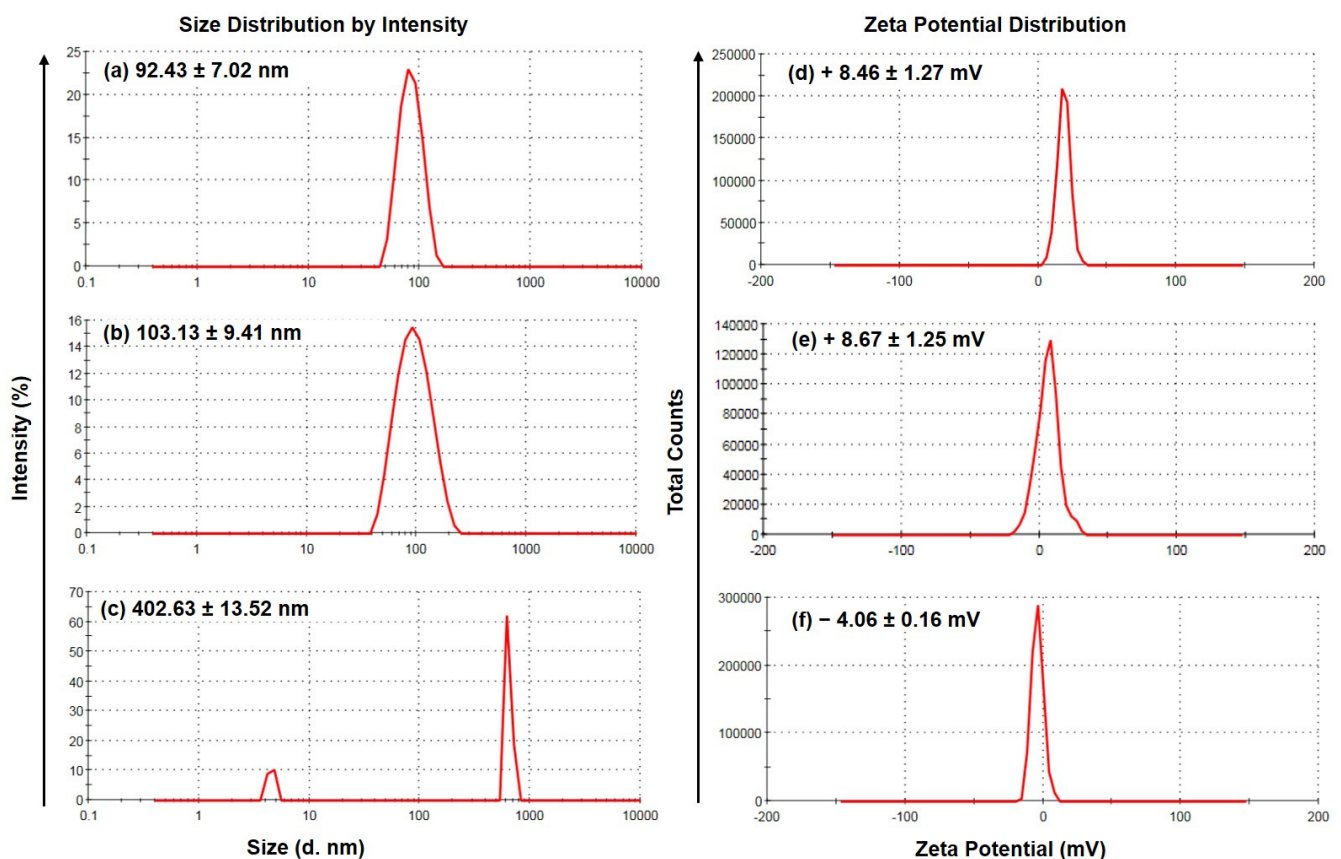 Size Distribution by Intensity
Zeta Potential Distribution
Intensity (%)
(a) 92.43 ± 7.02 nm
25
20
15
10
5
0
0.1 1 10 100 1000 10000
(b) 103.13 ± 9.41 nm
16
14
12
10
8
6
4
2
0
0.1 1 10 100 1000 10000
(c) 402.63 ± 13.52 nm
70
60
50
40
30
20
10
0
0.1 1 10 100 1000 10000
Size (d. nm)
Total Counts
(d) + 8.46 ± 1.27 mV
250000
200000
150000
100000
50000
0
-200 -100 0 100 200
(e) + 8.67 ± 1.25 mV
140000
120000
100000
80000
60000
40000
20000
0
-200 -100 0 100 200
(f) − 4.06 ± 0.16 mV
300000
200000
100000
0
-200 -100 0 100 200
Zeta Potential (mV)